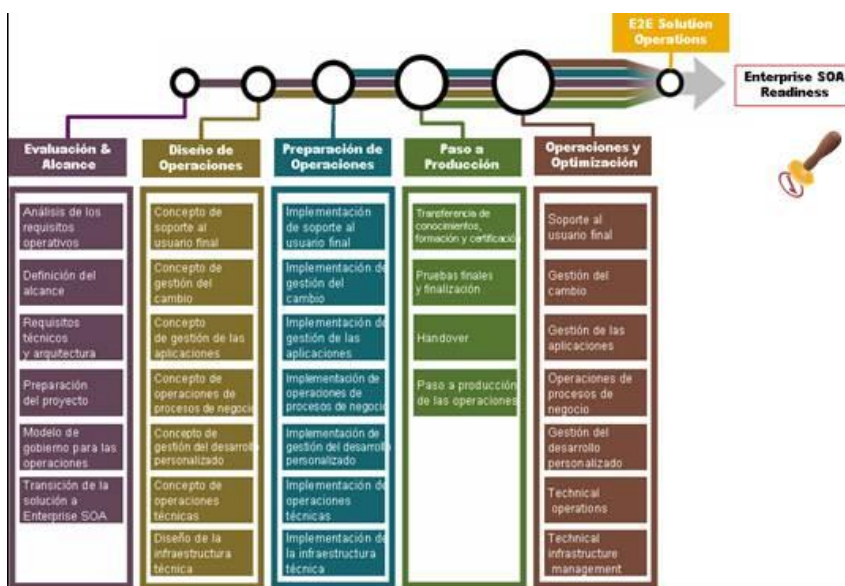 E2E Solution
Operations
Enterprise SOA
Readiness
Evaluación &
Alcance
Diseño de
Operaciones
Preparación de
Operaciones
Paso a
Producción
Operaciones y
Optimización
Análisis de los
requisitos
operativos
Definición del
alcance
Requisitos
técnicos
y arquitectura
Preparación
del proyecto
Modelo de
gobierno para las
operaciones
Transición de la
solución a
Enterprise SOA
Concepto de
soporte al
usuario final
Concepto de
gestión del
cambio
Concepto
de gestión de las
aplicaciones
Concepto de
operaciones de
procesos de negocio
Concepto de
gestión del desarrollo
personalizado
Concepto de
operaciones
técnicas
Diseño de la
infraestructura
técnica
Implementación
de soporte al
usuario final
Implementación de
gestión del
cambio
Implementación de
gestión de las
aplicaciones
Implementación de
operaciones de
procesos de negocio
Implementación de
gestión del desarrollo
personalizado
Implementación de
operaciones
técnicas
Implementación de
la infraestructura
técnica
Transferencia de
conocimientos,
formación y certificación
Pruebas finales
y finalización
Handover
Paso a producción
de las operaciones
Soporte al
usuario final
Gestión del
cambio
Gestión de las
aplicaciones
Operaciones de
procesos de
negocio
Gestión del
desarrollo
personalizado
Technical
operations
Technical
infrastructure
management